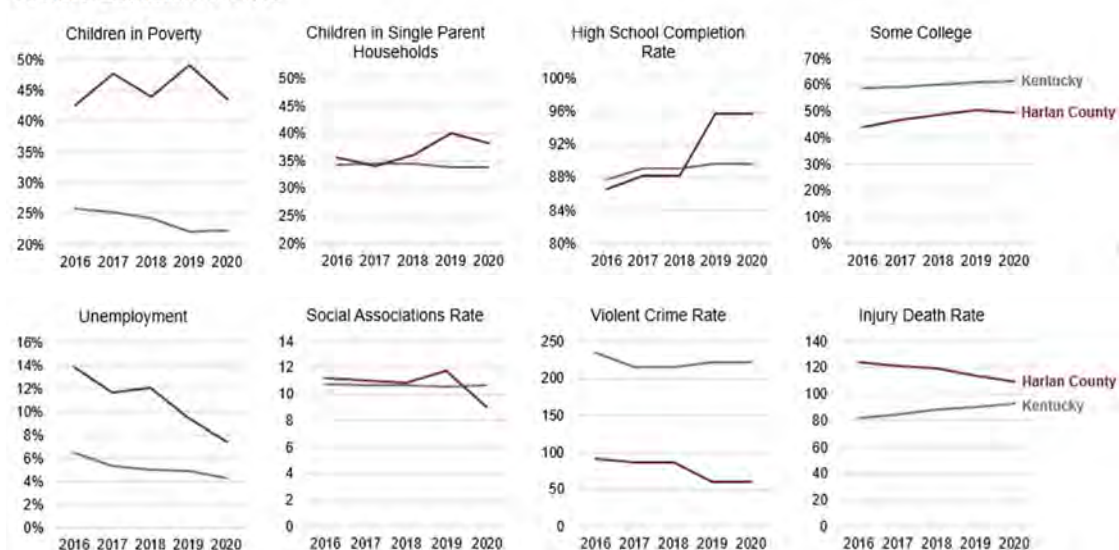 Children in Poverty
50%
45%
40%
35%
30%
25%
20%
2016 2017 2018 2019 2020
Children in Single Parent
Households
50%
45%
40%
35%
30%
25%
20%
2016 2017 2018 2019 2020
High School Completion
Rate
100%
96%
92%
88%
84%
80%
2016 2017 2018 2019 2020
Some College
70%
60%
50%
40%
30%
20%
10%
0%
Kentucky
Harlan County
2016 2017 2018 2019 2020
Unemployment
16%
14%
12%
10%
8%
6%
4%
2%
0%
2016 2017 2018 2019 2020
Social Associations Rate
14
12
10
8
6
4
2
0
2016 2017 2018 2019 2020
Violent Crime Rate
250
200
150
100
50
0
2016 2017 2018 2019 2020
Injury Death Rate
140
120
100
80
60
40
20
0
Harlan County
Kentucky
2016 2017 2018 2019 2020